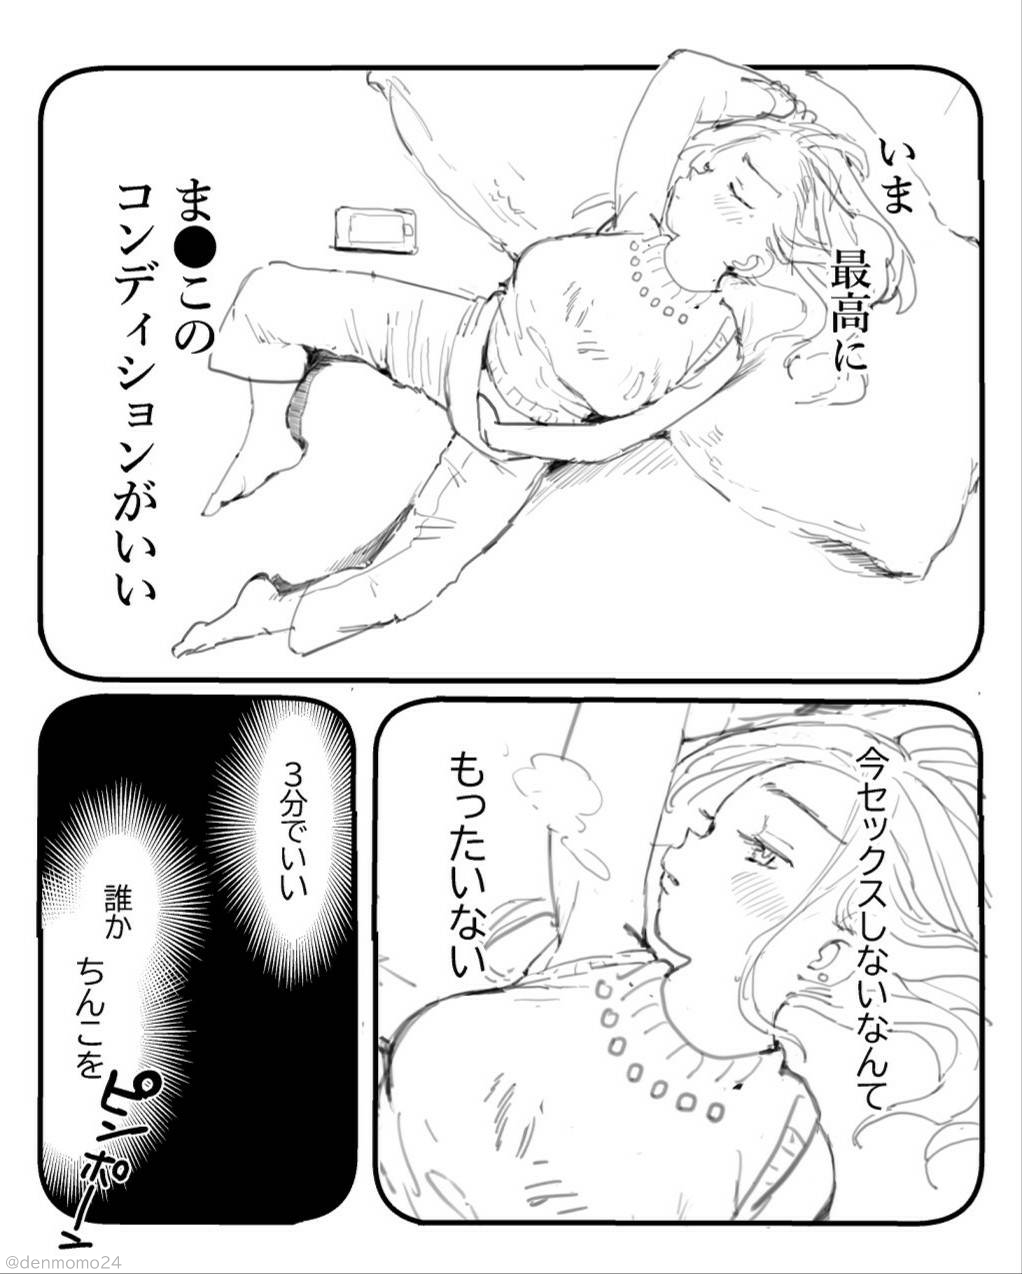 いま
最高に
ま●この
コンディションがいい
今セックスしないなんて
もったいない
3分でいい
誰か
ちんこを
ピンポーン
@denmomo24